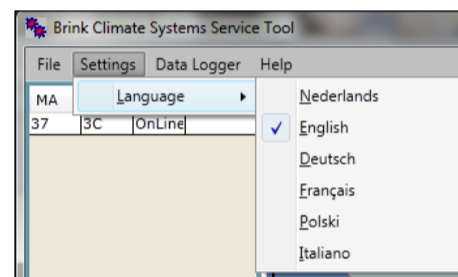 Brink Climate Systems Service Tool
File Settings Data Logger Help
Language
MA
37 3C OnLine
Nederlands
English
Deutsch
Français
Polski
Italiano